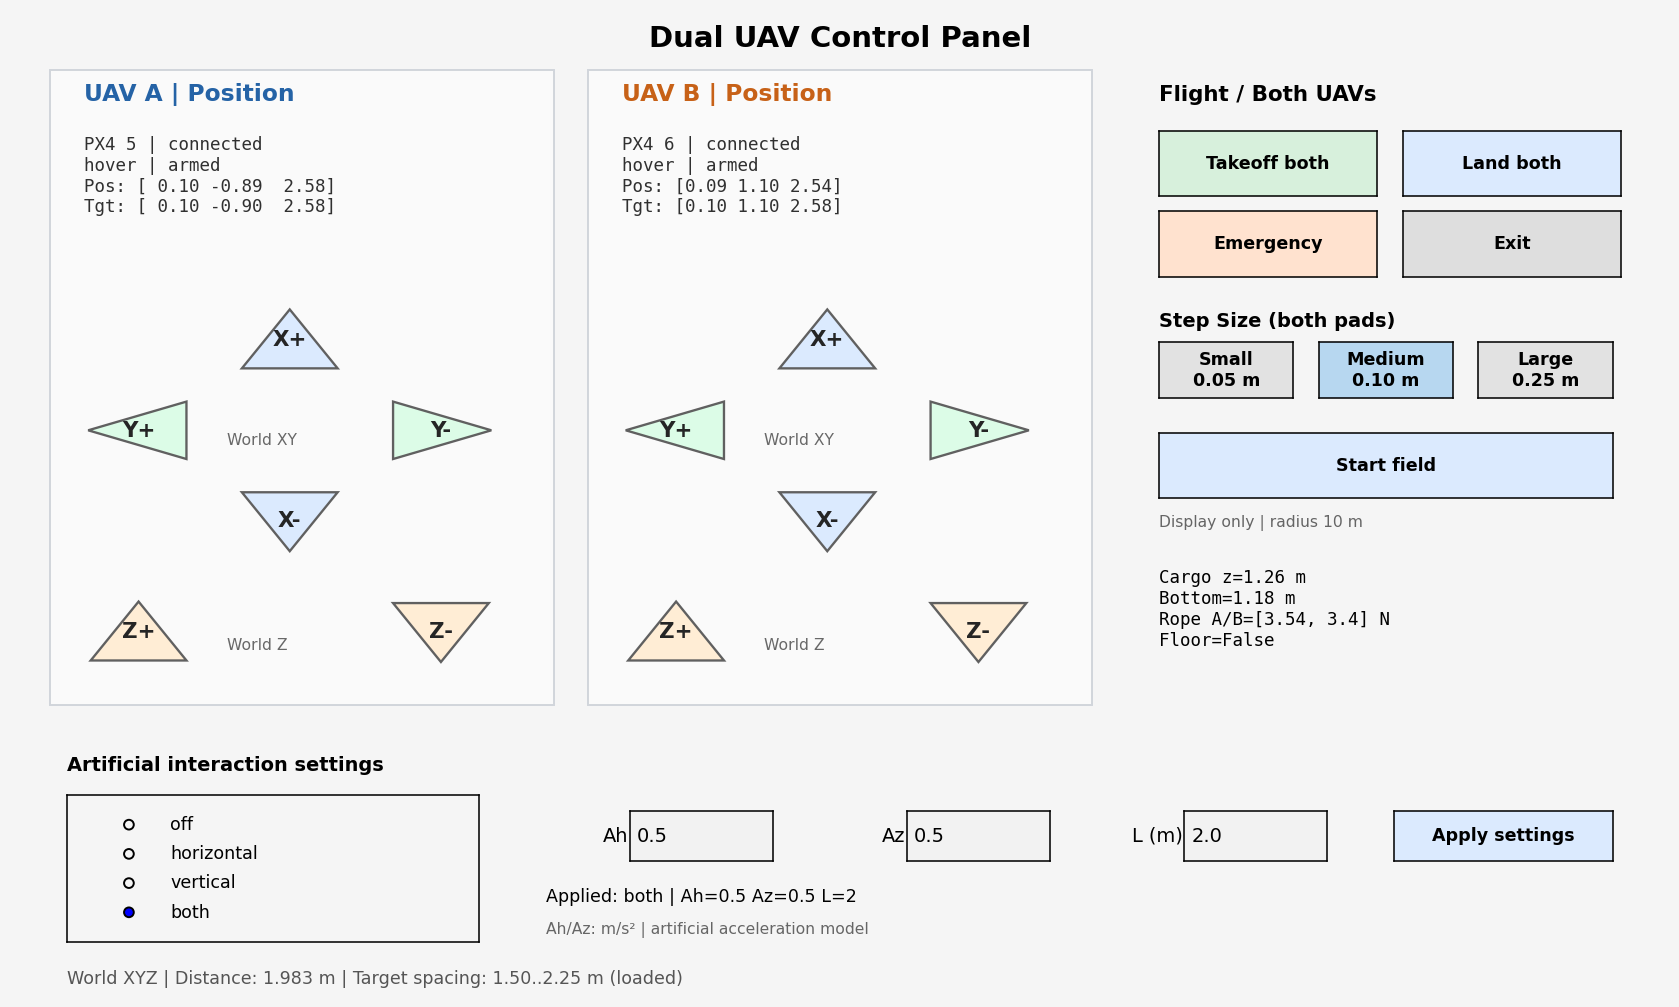 Dual UAV Control Panel
UAV A | Position
PX4 5 | connected
hover | armed
Pos: [ 0.10 -0.89  2.58]
Tgt: [ 0.10 -0.90  2.58]
X+
Y+
World XY
Y-
X-
Z+
World Z
Z-
UAV B | Position
PX4 6 | connected
hover | armed
Pos: [0.09 1.10 2.54]
Tgt: [0.10 1.10 2.58]
X+
Y+
World XY
Y-
X-
Z+
World Z
Z-
Flight / Both UAVs
Takeoff both
Land both
Emergency
Exit
Step Size (both pads)
Small
0.05 m
Medium
0.10 m
Large
0.25 m
Start field
Display only | radius 10 m
Cargo z=1.26 m
Bottom=1.18 m
Rope A/B=[3.54, 3.4] N
Floor=False
Artificial interaction settings
off
horizontal
vertical
both
Ah 0.5
Az 0.5
L (m) 2.0
Apply settings
Applied: both | Ah=0.5 Az=0.5 L=2
Ah/Az: m/s² | artificial acceleration model
World XYZ | Distance: 1.983 m | Target spacing: 1.50..2.25 m (loaded)